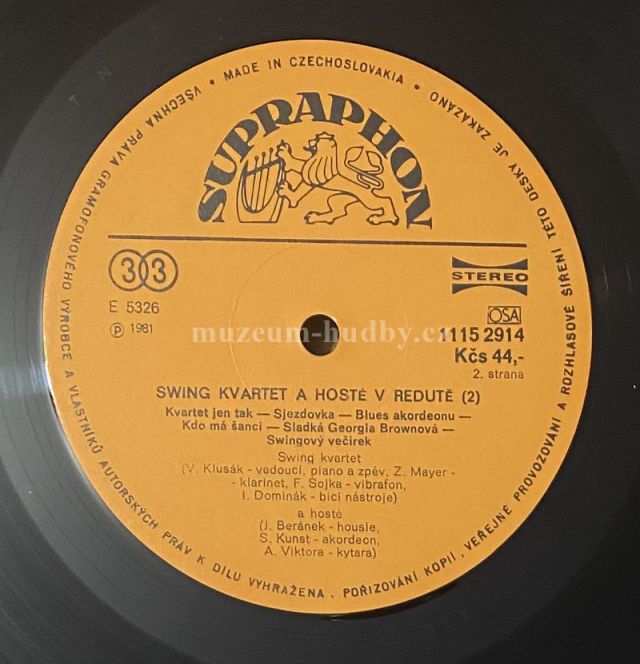 VŠECHNA PRÁVA GRAMOFONOVÉHO VÝROBCE A VLASTNÍKŮ AUTORSKÝCH PRÁV K DÍLU VYHRAŽENA . POŘIZOVÁNÍ KOPIÍ, VEŘEJNÉ PROVOZOVÁNÍ A ROZHLASOVÉ ŠÍŘENÍ TÉTO DESKY JE ZAKÁZÁNO • MADE IN CZECHOSLOVAKIA •
SUPRAPHON
33
STEREO
E 5326
Ⓟ 1981
OSA
muzeum-hudby.cz
1115 2914
Kčs 44,-
2. strana
SWING KVARTET A HOSTÉ V REDUTĚ (2)
Kvartet jen tak — Sjezdovka — Blues akordeonu —
Kdo má šanci — Sladká Georgia Brownová —
Swingový večírek
Swing kvartet
(V. Klusák - vedoucí, piano a zpěv, Z. Mayer -
- klarinet, F. Sojka - vibrafon,
I. Dominák - bicí nástroje)
a hosté
(J. Beránek - housle,
S. Kunst - akordeon,
A. Viktora - kytara)